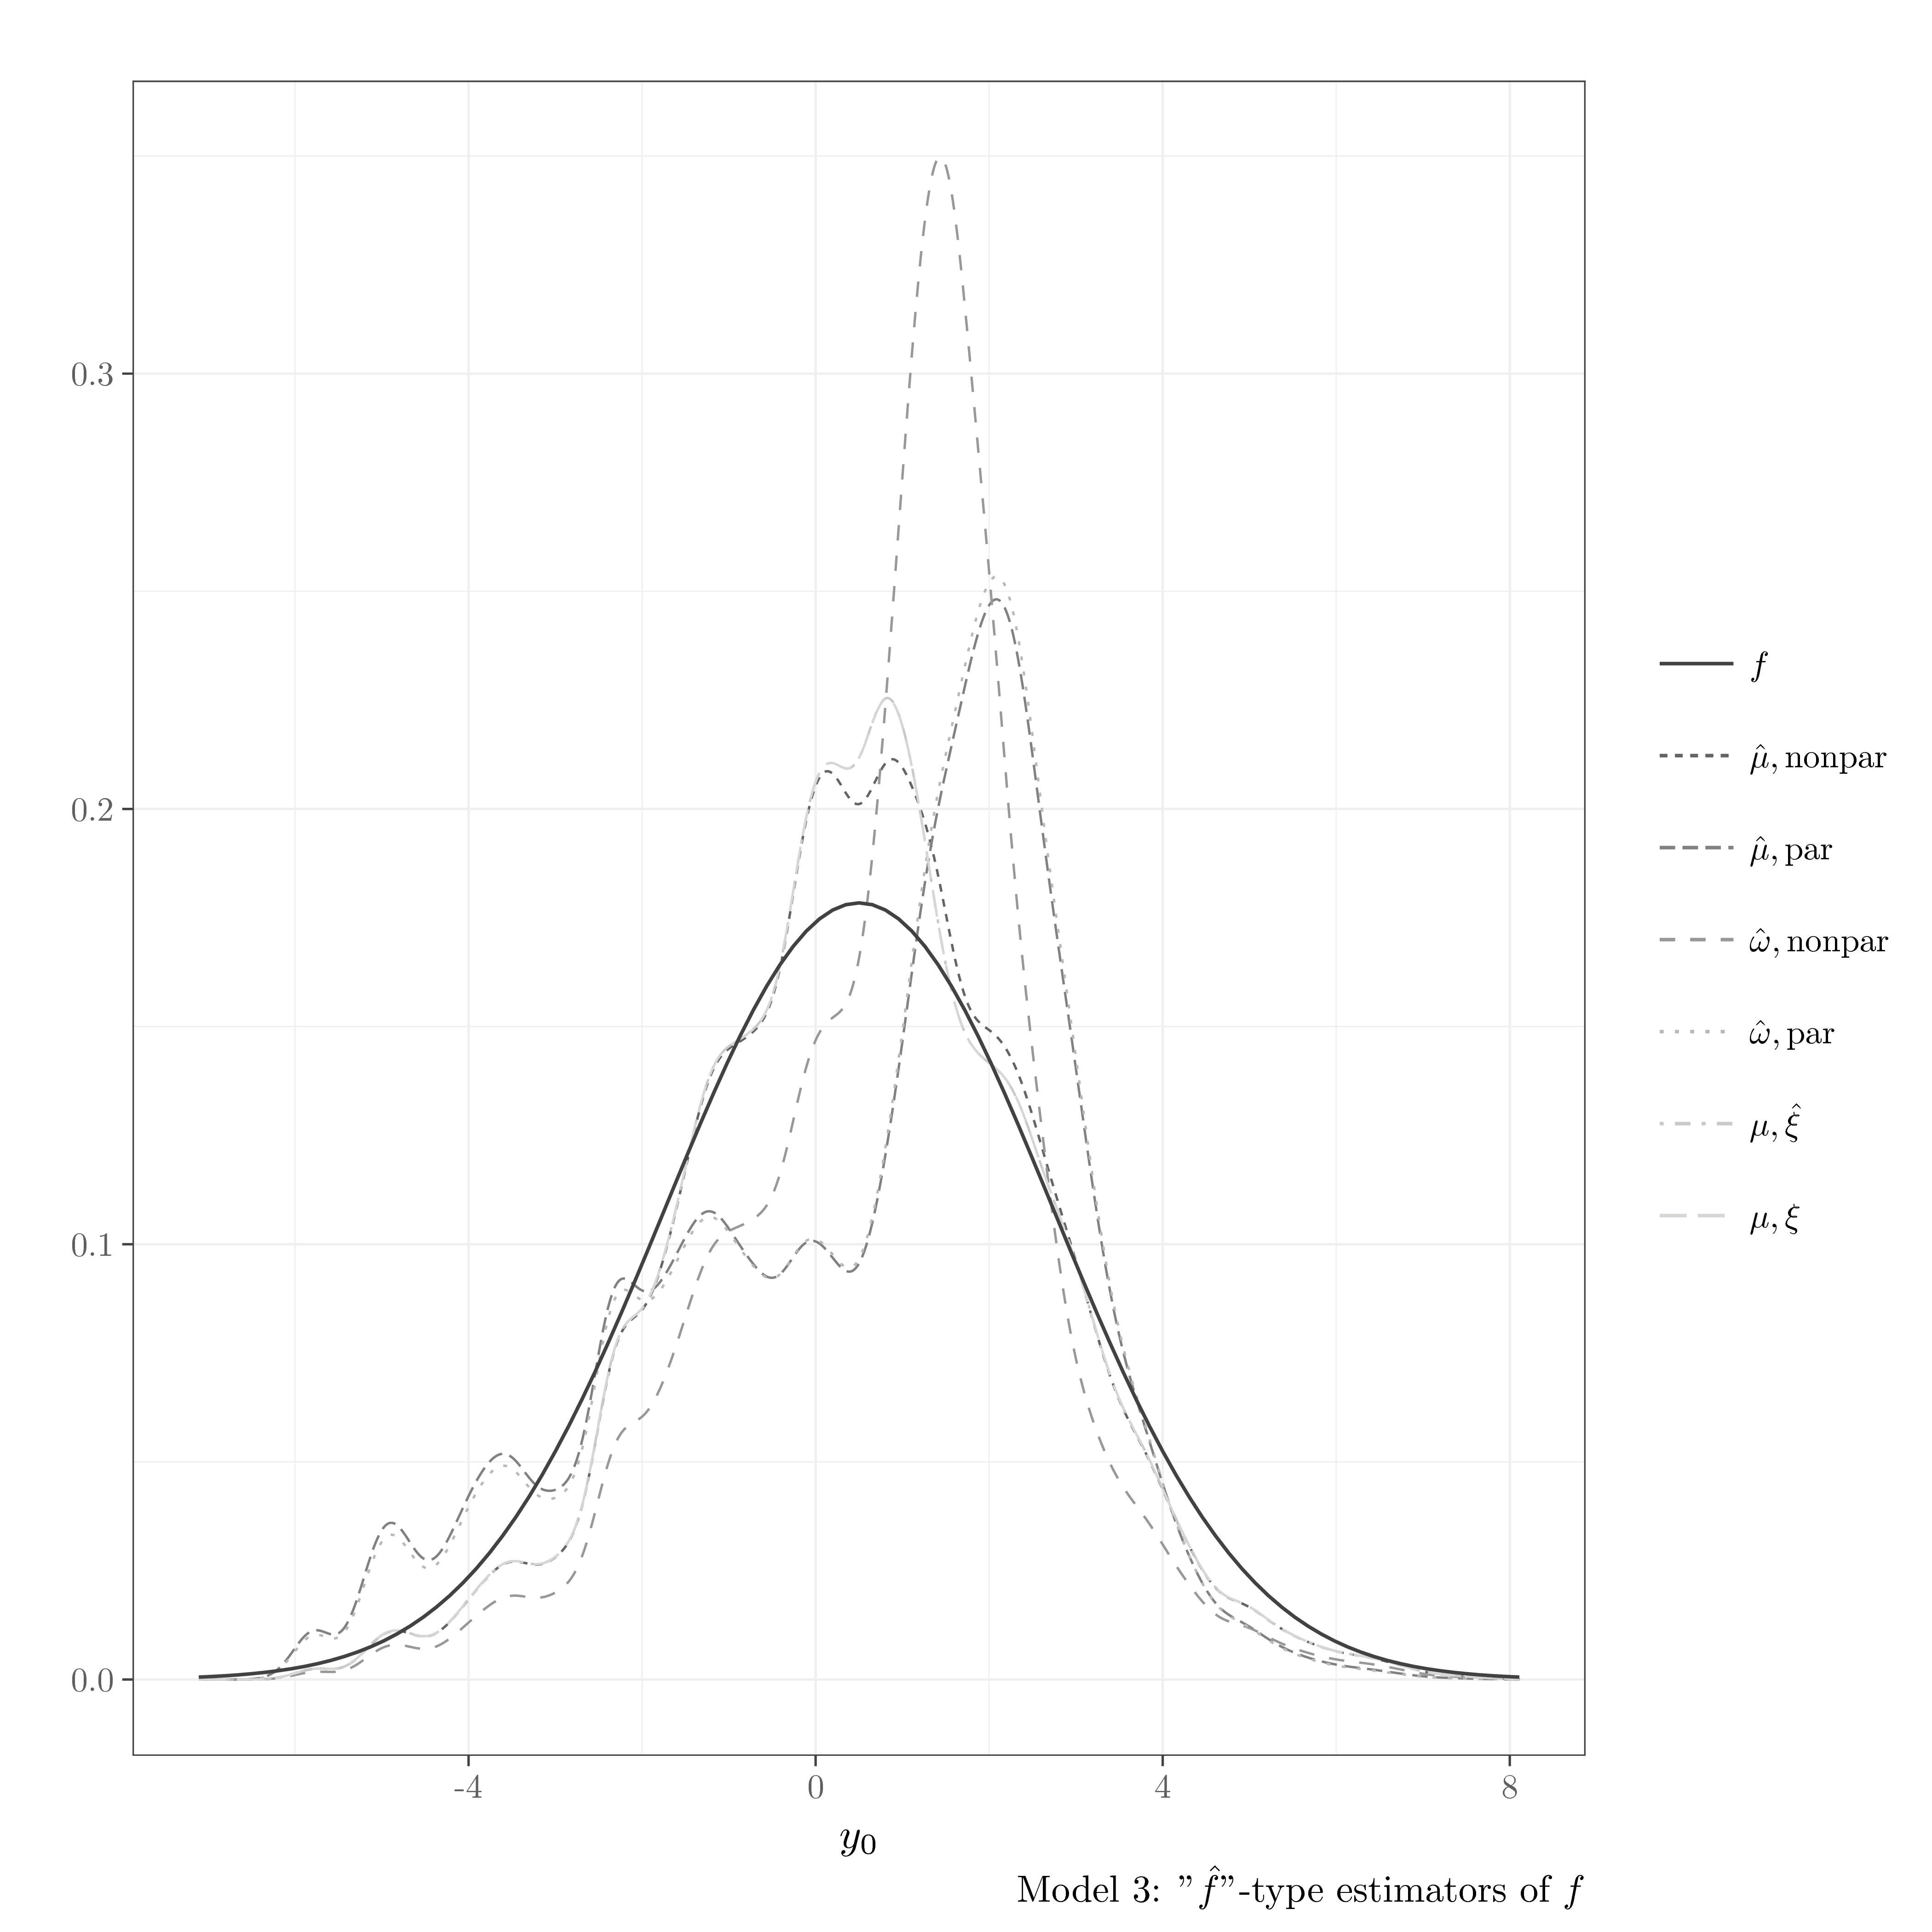 0.3
0.2
0.1
0.0
-4 0 4 8
y₀
f
μ̂, nonpar
μ̂, par
ω̂, nonpar
ω̂, par
μ, ξ̂
μ, ξ
Model 3: ”f̂”-type estimators of f